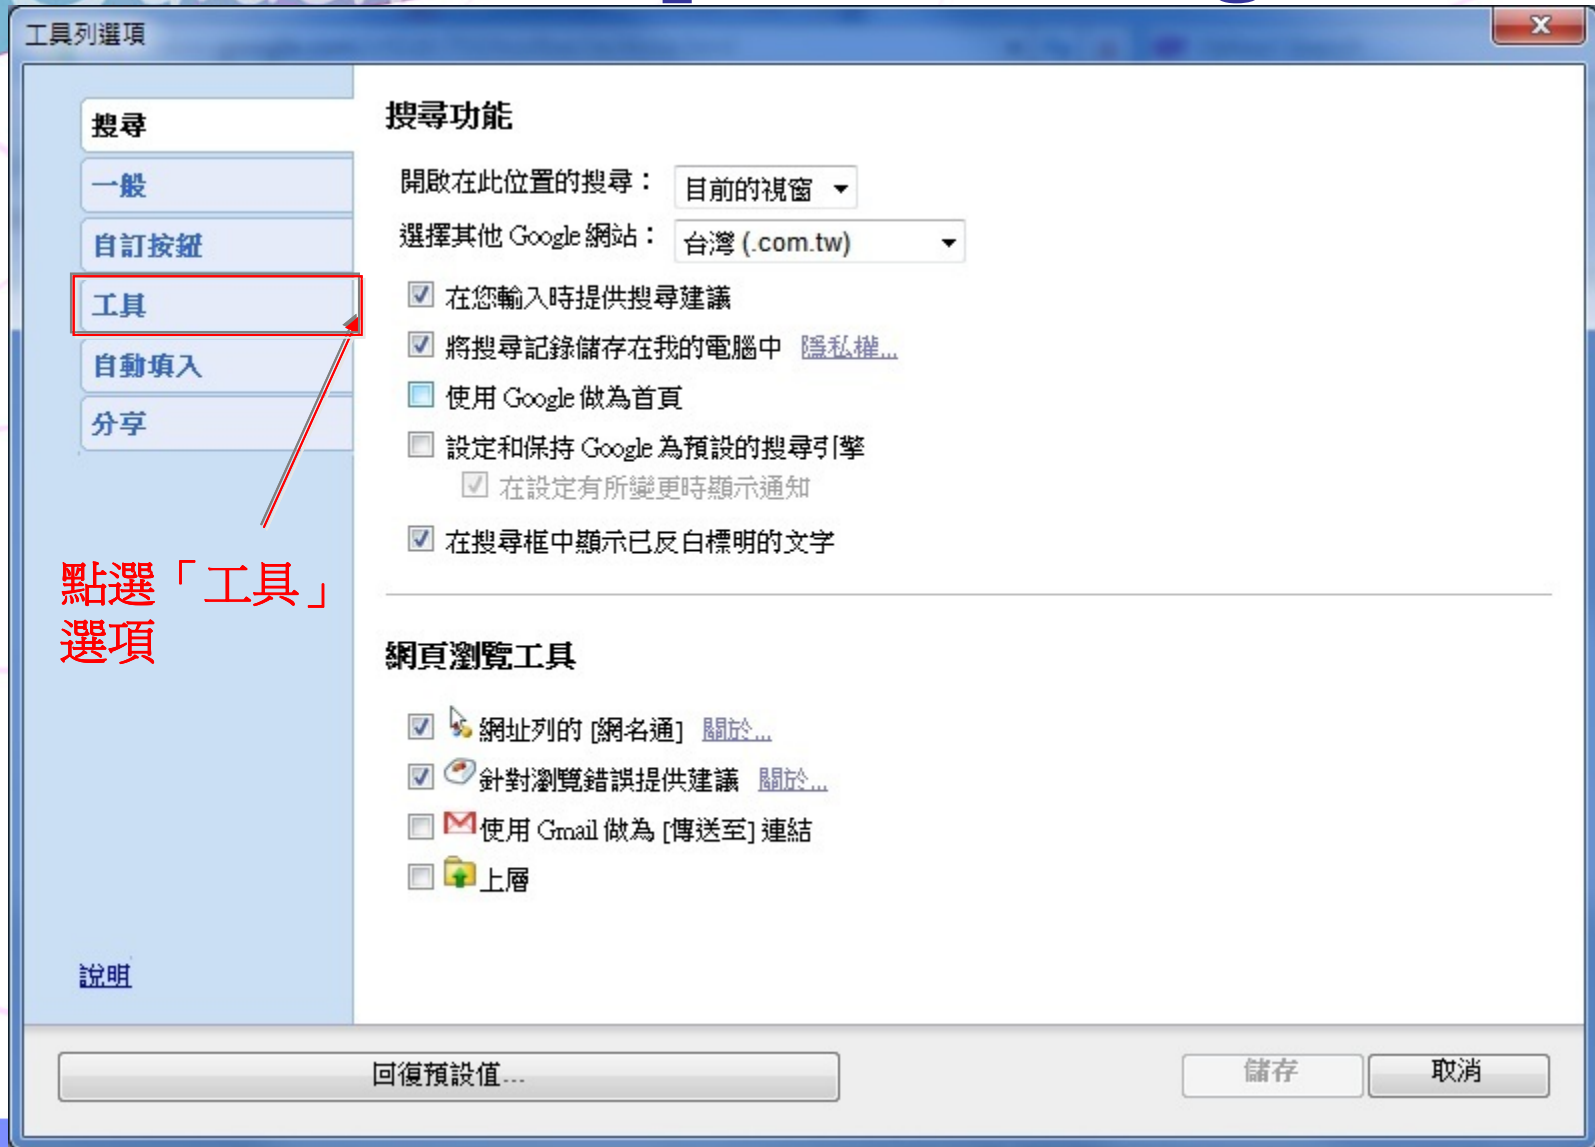 工具列選項
搜尋
一般
自訂按鈕
工具
自動填入
分享
點選「工具」
選項
說明
搜尋功能
開啟在此位置的搜尋： 目前的視窗
選擇其他 Google 網站： 台灣 (.com.tw)
在您輸入時提供搜尋建議
將搜尋記錄儲存在我的電腦中 隱私權...
使用 Google 做為首頁
設定和保持 Google 為預設的搜尋引擎
在設定有所變更時顯示通知
在搜尋框中顯示已反白標明的文字
網頁瀏覽工具
網址列的 [網名通] 關於...
針對瀏覽錯誤提供建議 關於...
使用 Gmail 做為 [傳送至] 連結
上層
回復預設值...
儲存
取消